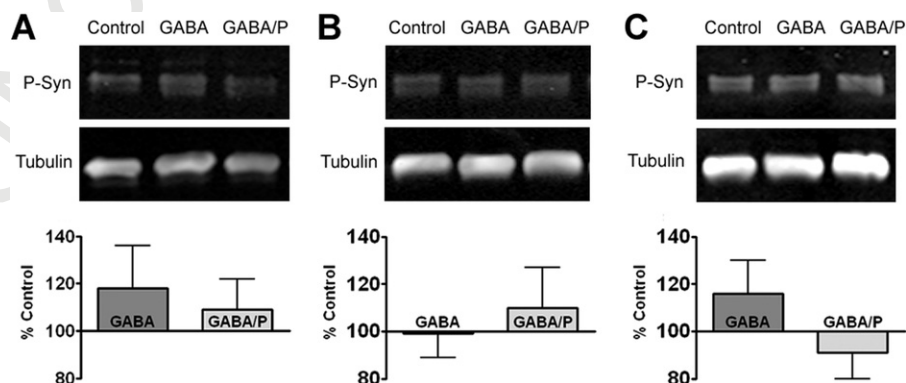 A
Control GABA GABA/P
P-Syn
Tubulin
% Control
140
120
100
80
GABA
GABA/P
B
Control GABA GABA/P
P-Syn
Tubulin
% Control
140
120
100
80
GABA
GABA/P
C
Control GABA GABA/P
P-Syn
Tubulin
% Control
140
120
100
80
GABA
GABA/P